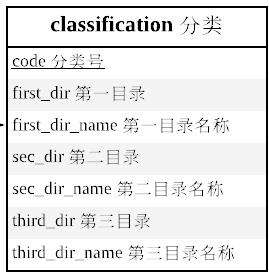 classification 分类
code 分类号
first_dir 第一目录
first_dir_name 第一目录名称
sec_dir 第二目录
sec_dir_name 第二目录名称
third_dir 第三目录
third_dir_name 第三目录名称